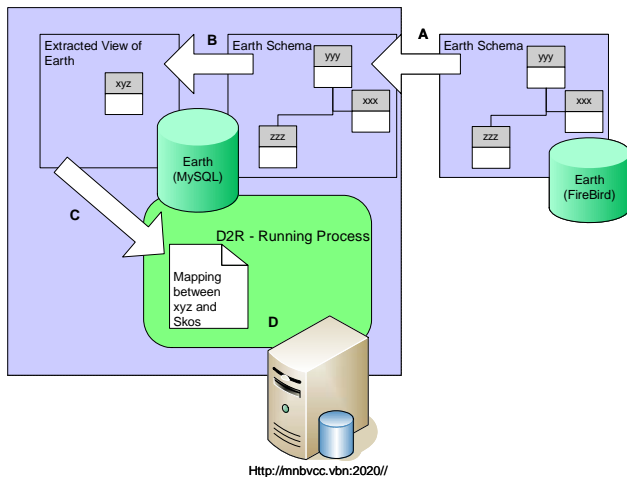 Extracted View of
Earth
xyz
B
Earth Schema
yyy
xxx
zzz
A
Earth Schema
yyy
xxx
zzz
Earth
(MySQL)
Earth
(FireBird)
C
D2R - Running Process
Mapping
between
xyz and
Skos
D
Http://mnbvcc.vbn:2020//